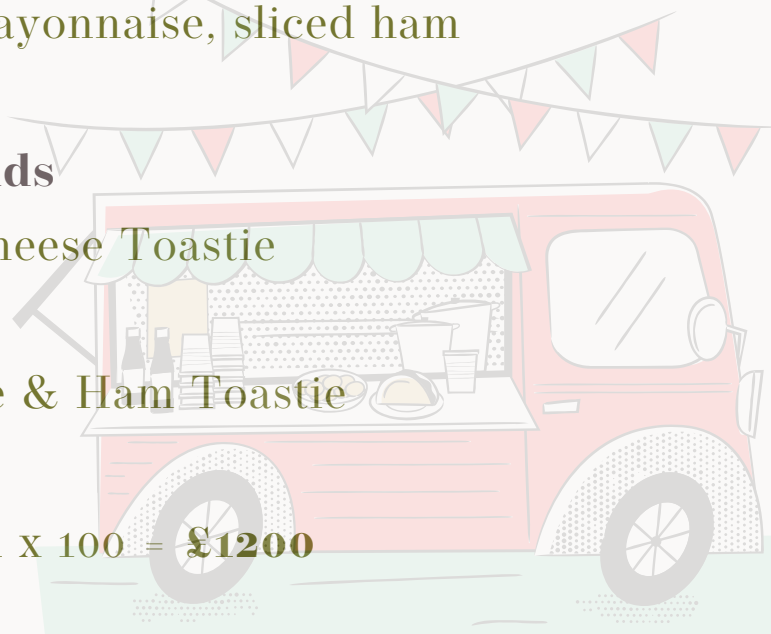 ayonnaise, sliced ham
ds
heese Toastie
e & Ham Toastie
x 100 = £1200